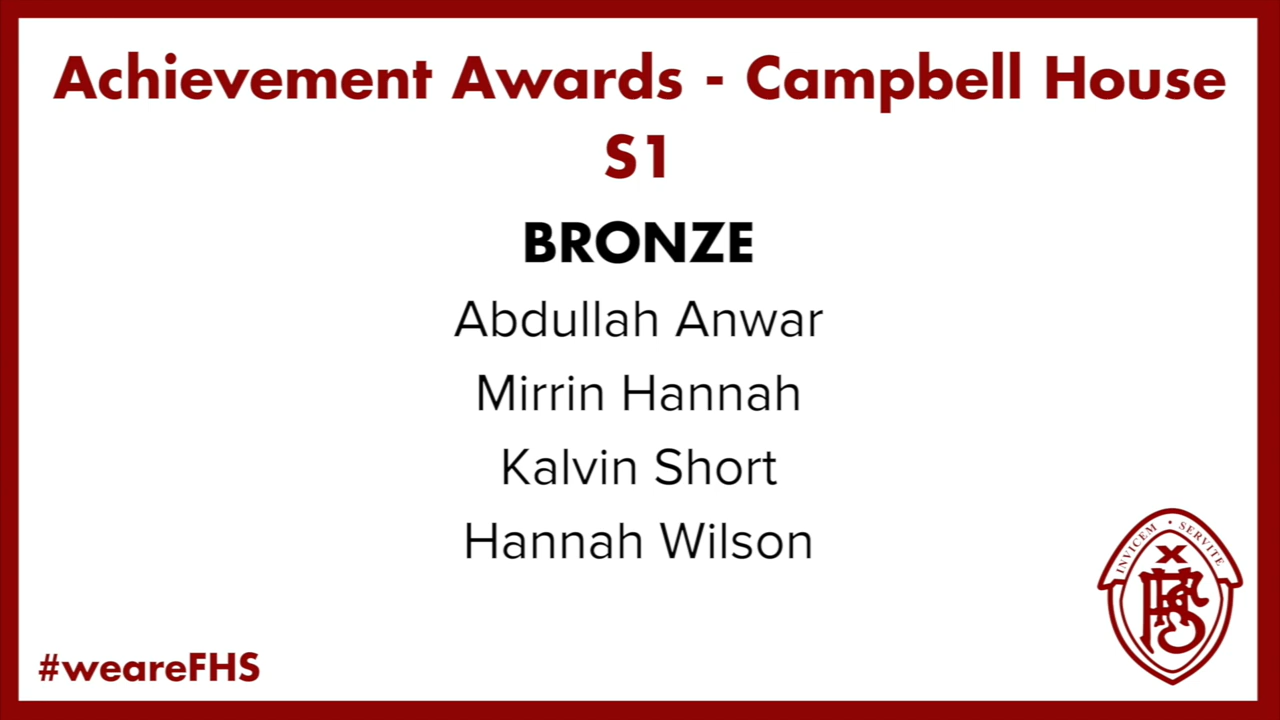 Achievement Awards - Campbell House
S1
BRONZE
Abdullah Anwar
Mirrin Hannah
Kalvin Short
Hannah Wilson
INVICEM • SERVITE
#weareFHS